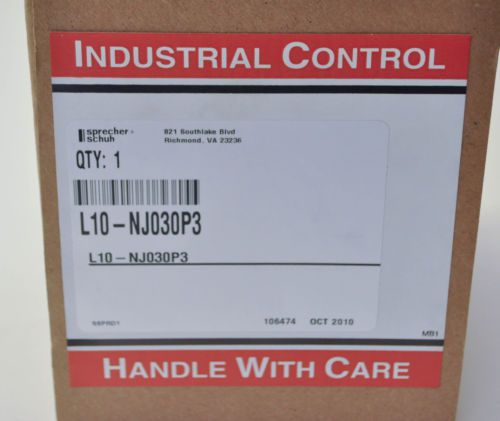 INDUSTRIAL CONTROL
sprecher+
schuh
821 Southlake Blvd
Richmond, VA 23236
QTY: 1
L10-NJ030P3
L10-NJ030P3
106474 OCT 2010
MB1
HANDLE WITH CARE